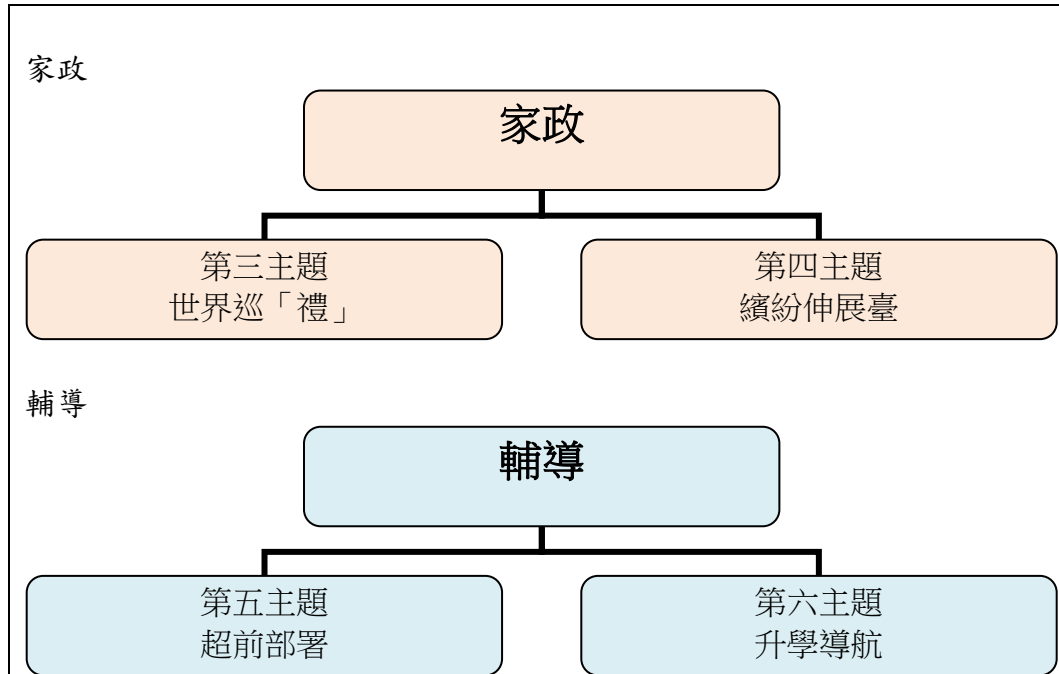 家政
家政
第三主題
世界巡「禮」
第四主題
繽紛伸展臺
輔導
輔導
第五主題
超前部署
第六主題
升學導航